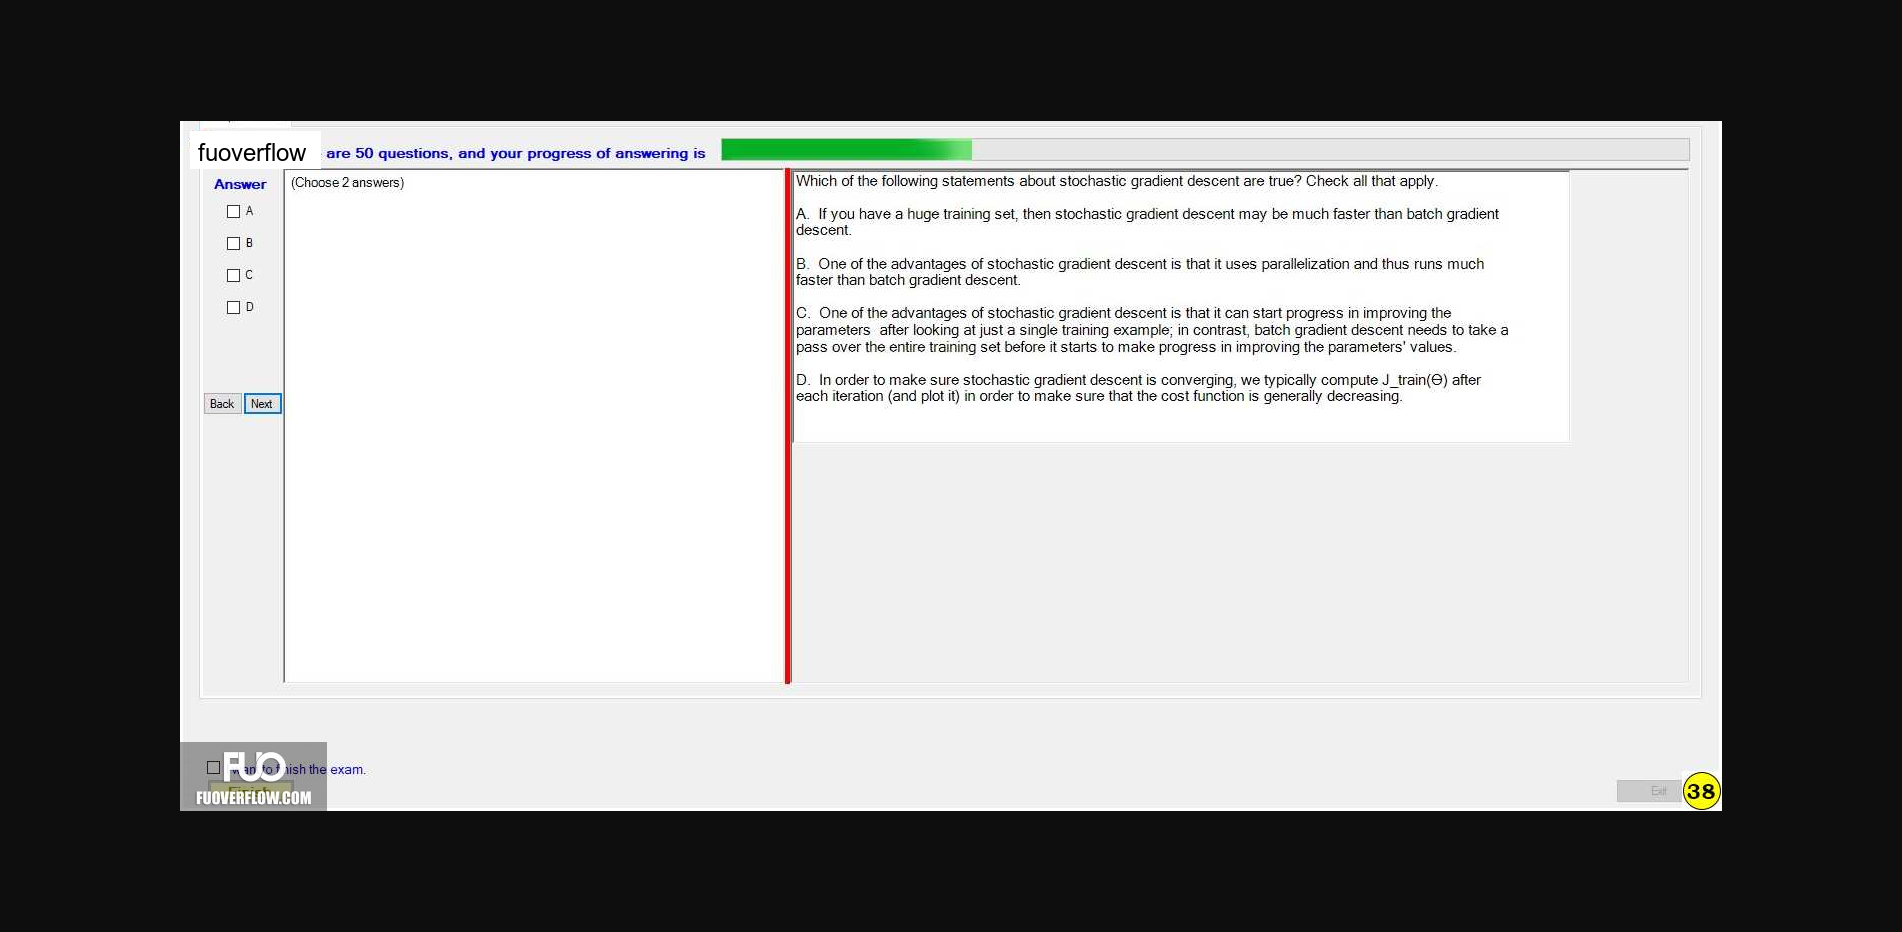 fuoverflow are 50 questions, and your progress of answering is
Answer
A
B
C
D
Back Next
(Choose 2 answers)
Which of the following statements about stochastic gradient descent are true? Check all that apply.
A.  If you have a huge training set, then stochastic gradient descent may be much faster than batch gradient
descent.
B.  One of the advantages of stochastic gradient descent is that it uses parallelization and thus runs much
faster than batch gradient descent.
C.  One of the advantages of stochastic gradient descent is that it can start progress in improving the
parameters  after looking at just a single training example; in contrast, batch gradient descent needs to take a
pass over the entire training set before it starts to make progress in improving the parameters' values.
D.  In order to make sure stochastic gradient descent is converging, we typically compute J_train(Θ) after
each iteration (and plot it) in order to make sure that the cost function is generally decreasing.
FUO
want to finish the exam.
Finish
FUOVERFLOW.COM
Exit
38